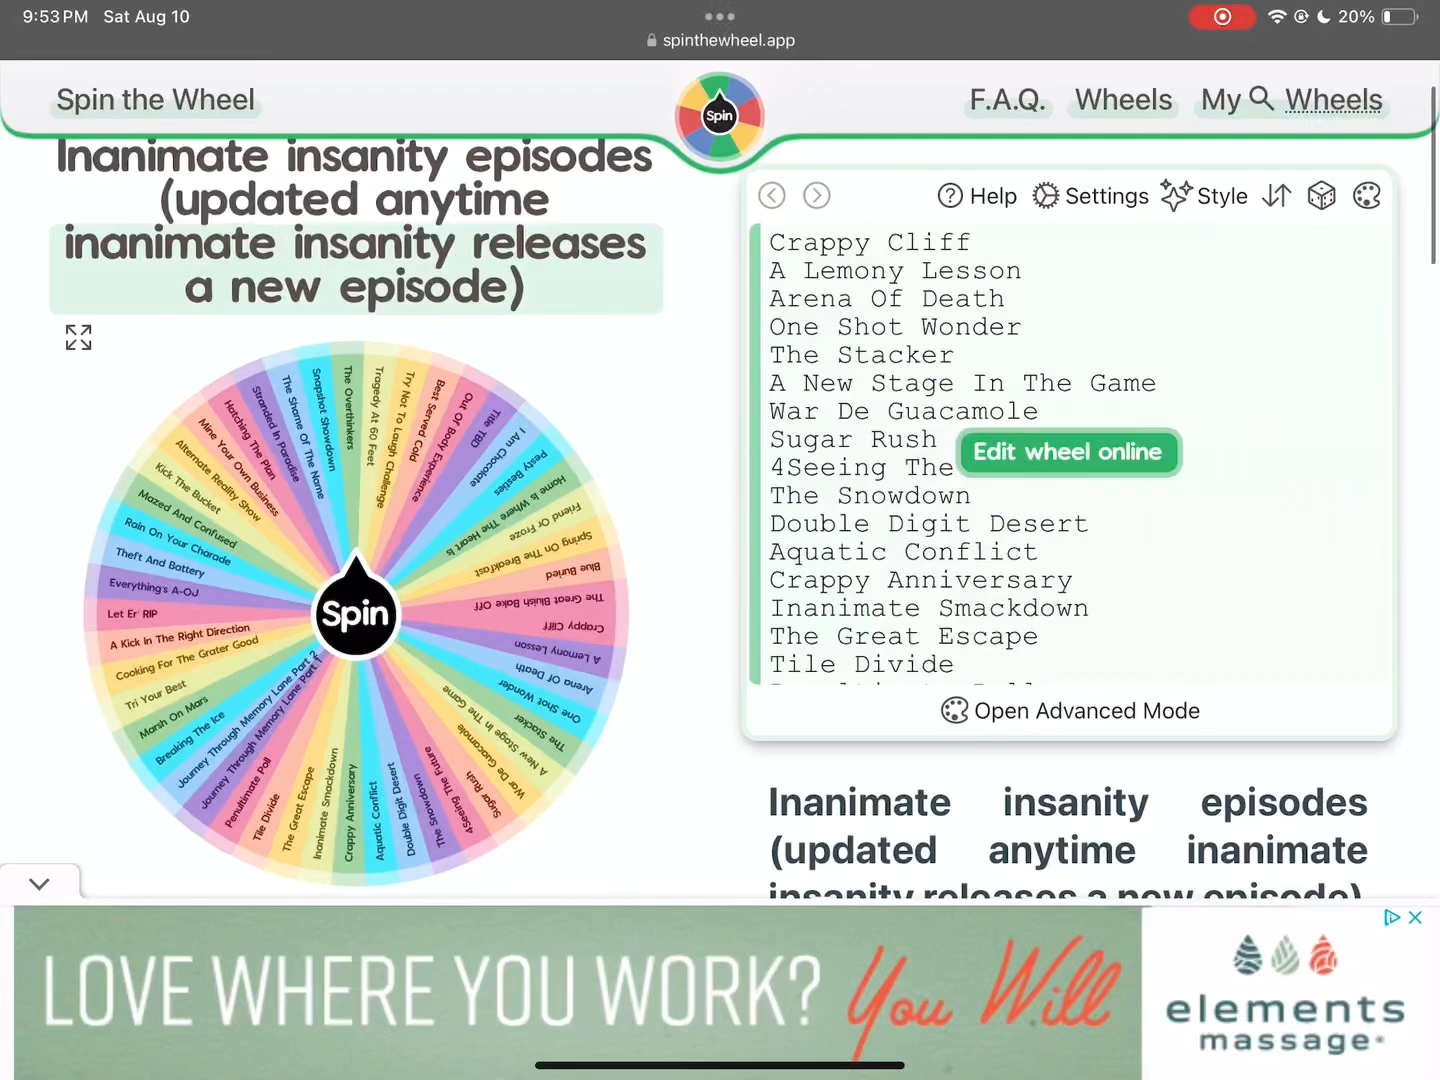 9:53 PM Sat Aug 10
20%
spinthewheel.app
Spin the Wheel
Spin
F.A.Q. Wheels My Wheels
Inanimate insanity episodes
(updated anytime
inanimate insanity releases
a new episode)
Help Settings Style
Crappy Cliff
A Lemony Lesson
Arena Of Death
One Shot Wonder
The Stacker
A New Stage In The Game
War De Guacamole
Sugar Rush
4Seeing The
Edit wheel online
The Snowdown
Double Digit Desert
Aquatic Conflict
Crappy Anniversary
Inanimate Smackdown
The Great Escape
Tile Divide
Open Advanced Mode
The Overthinkers
Tragedy At 60 Feet
Try Not To Laugh Challenge
Best Served Cold
Out Of Body Experience
Title TBD
I Am Chocolate
Pesty Besties
Home Is Where The Heart Is
Friend Or Froze
Spring On The Breakfast
Blue Buried
The Great Bluish Bake Off
Crappy Cliff
A Lemony Lesson
Arena Of Death
One Shot Wonder
The Stacker
A New Stage In The Game
War De Guacamole
Sugar Rush
4Seeing The Future
The Snowdown
Double Digit Desert
Aquatic Conflict
Crappy Anniversary
Inanimate Smackdown
The Great Escape
Tile Divide
Penultimate Poll
Journey Through Memory Lane Part 1
Journey Through Memory Lane Part 2
Breaking The Ice
Marsh On Mars
Tri Your Best
Cooking For The Grater Good
A Kick In The Right Direction
Let Er' RIP
Everything's A-OJ
Theft And Battery
Rain On Your Charade
Mazed And Confused
Kick The Bucket
Alternate Reality Show
Mine Your Own Business
Hatching The Plan
Stranded In Paradise
The Shame Of The Name
Snapshot Showdown
Spin
Inanimate insanity episodes
(updated anytime inanimate
insanity releases a new episode)
LOVE WHERE YOU WORK? You Will
elements
massage